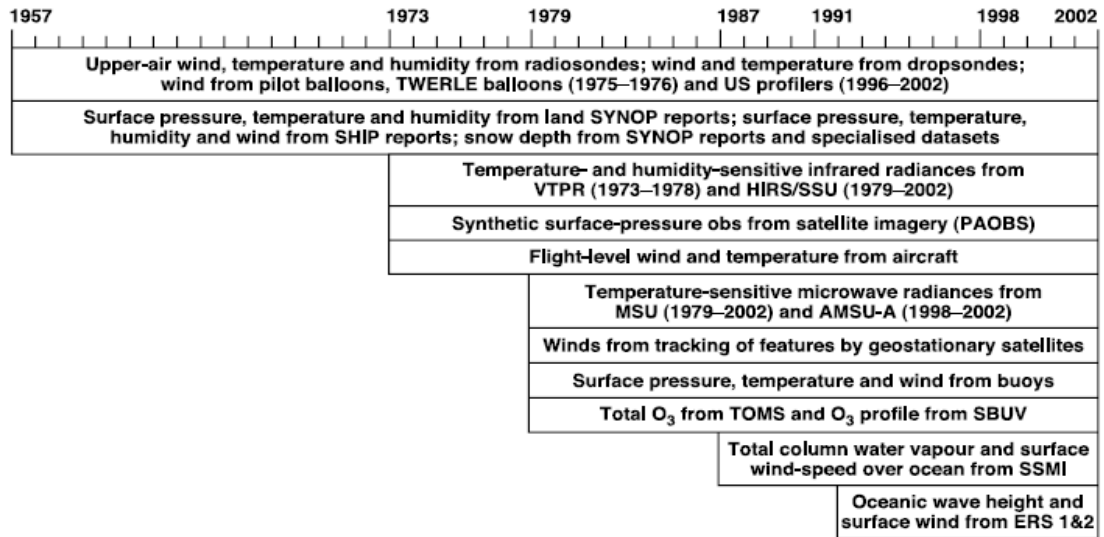 1957 1973 1979 1987 1991 1998 2002
Upper-air wind, temperature and humidity from radiosondes; wind and temperature from dropsondes;
wind from pilot balloons, TWERLE balloons (1975–1976) and US profilers (1996–2002)
Surface pressure, temperature and humidity from land SYNOP reports; surface pressure, temperature,
humidity and wind from SHIP reports; snow depth from SYNOP reports and specialised datasets
Temperature- and humidity-sensitive infrared radiances from
VTPR (1973–1978) and HIRS/SSU (1979–2002)
Synthetic surface-pressure obs from satellite imagery (PAOBS)
Flight-level wind and temperature from aircraft
Temperature-sensitive microwave radiances from
MSU (1979–2002) and AMSU-A (1998–2002)
Winds from tracking of features by geostationary satellites
Surface pressure, temperature and wind from buoys
Total O₃ from TOMS and O₃ profile from SBUV
Total column water vapour and surface
wind-speed over ocean from SSMI
Oceanic wave height and
surface wind from ERS 1&2